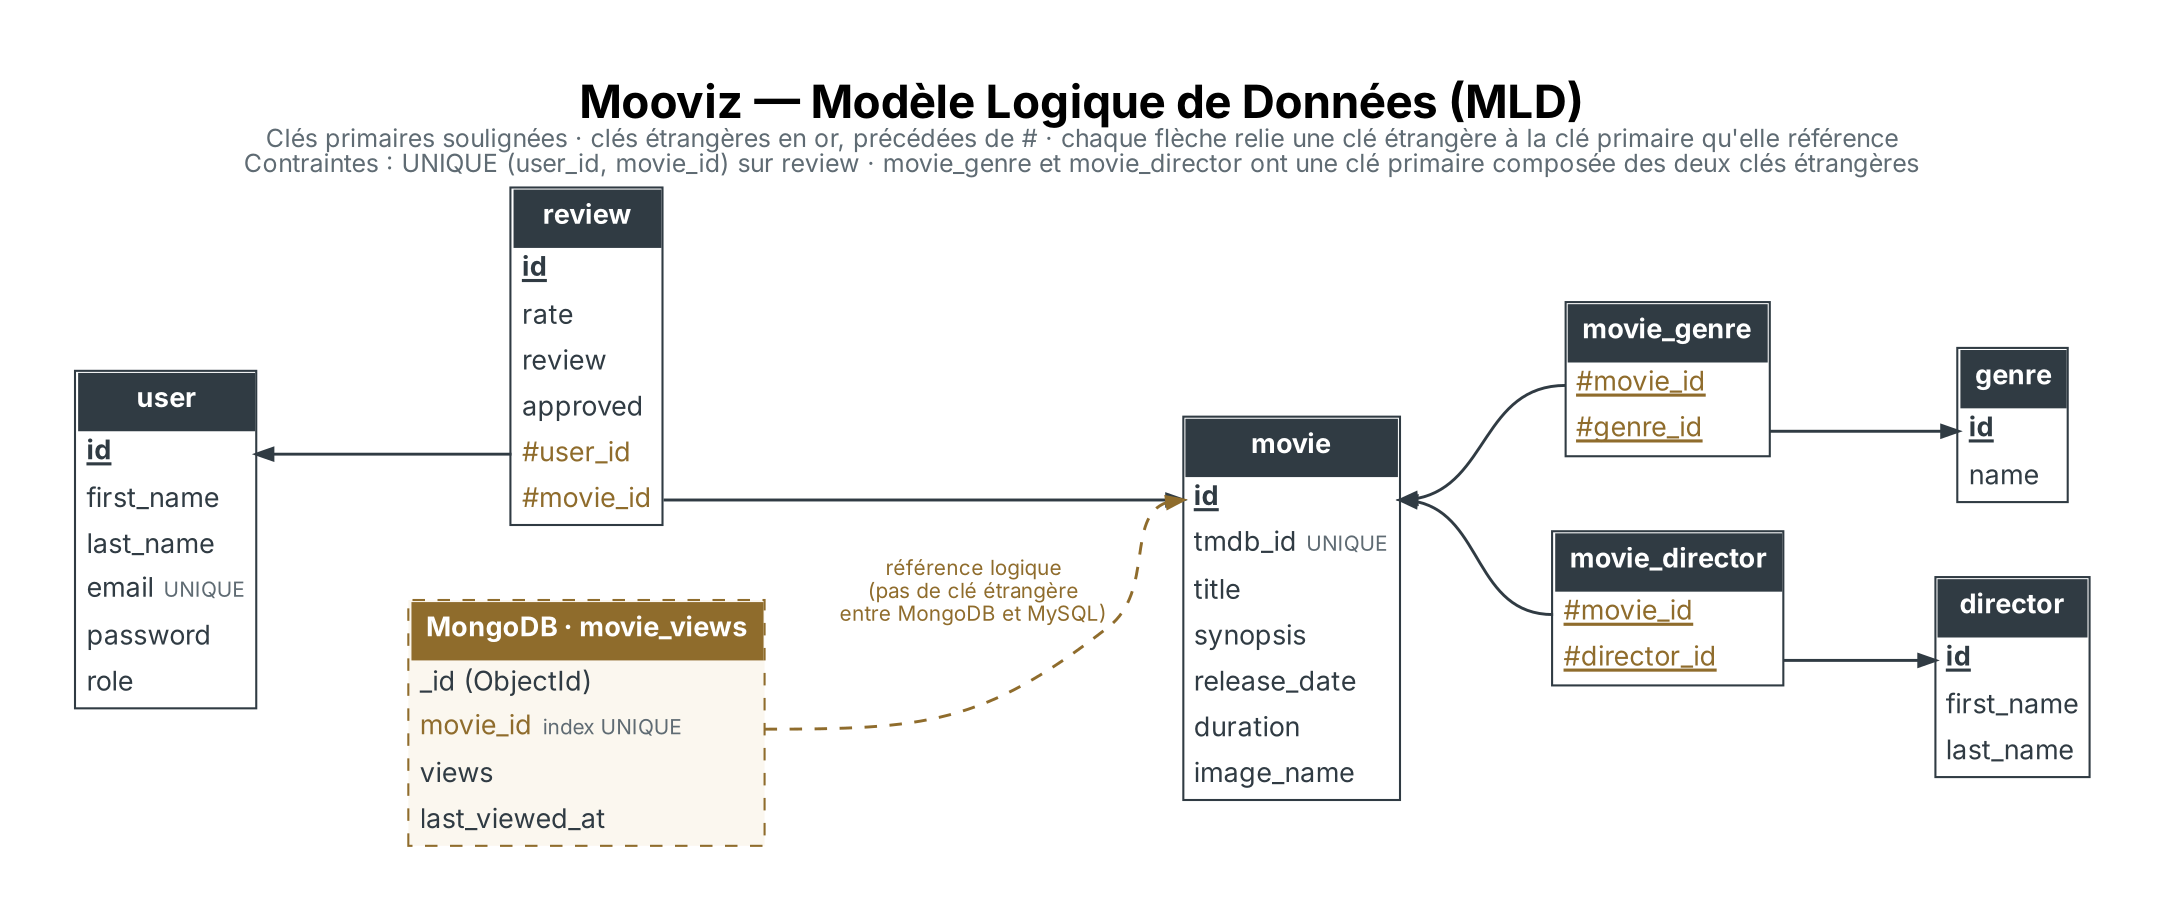 Mooviz — Modèle Logique de Données (MLD)
Clés primaires soulignées · clés étrangères en or, précédées de # · chaque flèche relie une clé étrangère à la clé primaire qu'elle référence
Contraintes : UNIQUE (user_id, movie_id) sur review · movie_genre et movie_director ont une clé primaire composée des deux clés étrangères
user
id
first_name
last_name
email UNIQUE
password
role
review
id
rate
review
approved
#user_id
#movie_id
MongoDB · movie_views
_id (ObjectId)
movie_id index UNIQUE
views
last_viewed_at
référence logique
(pas de clé étrangère
entre MongoDB et MySQL)
movie
id
tmdb_id UNIQUE
title
synopsis
release_date
duration
image_name
movie_genre
#movie_id
#genre_id
movie_director
#movie_id
#director_id
genre
id
name
director
id
first_name
last_name